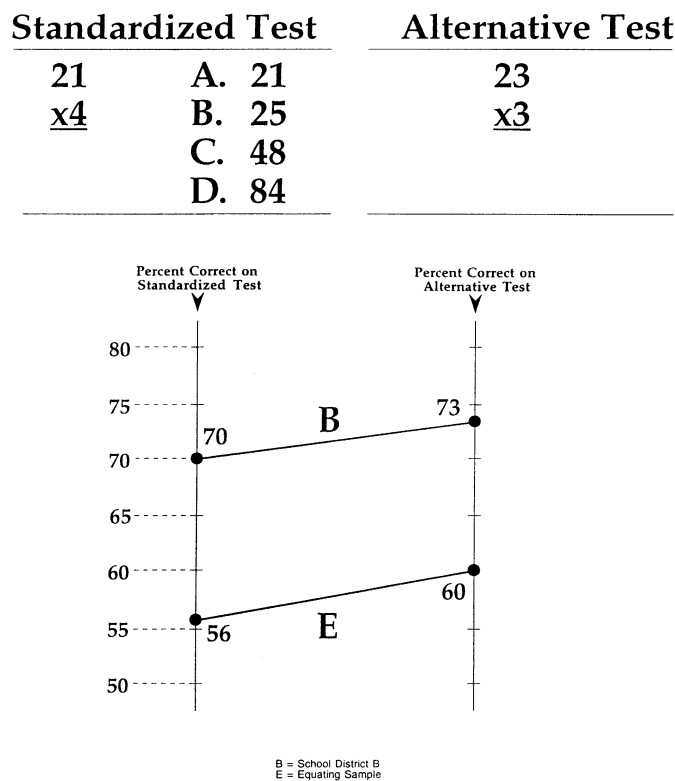 Standardized Test
21 A. 21
x4 B. 25
C. 48
D. 84
Alternative Test
23
x3
Percent Correct on
Standardized Test
Percent Correct on
Alternative Test
80
75
70
65
60
55
50
70
B
73
56
E
60
B = School District B
E = Equating Sample